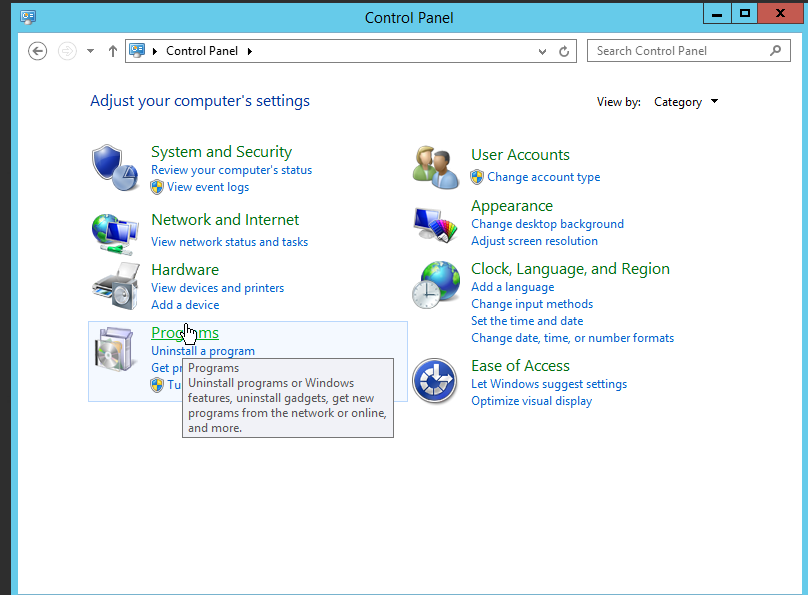 Control Panel
Control Panel
Search Control Panel
Adjust your computer's settings
View by: Category
System and Security
Review your computer's status
View event logs
Network and Internet
View network status and tasks
Hardware
View devices and printers
Add a device
Programs
Uninstall a program
Get
Programs
Uninstall programs or Windows
features, uninstall gadgets, get new
programs from the network or online,
and more.
User Accounts
Change account type
Appearance
Change desktop background
Adjust screen resolution
Clock, Language, and Region
Add a language
Change input methods
Set the time and date
Change date, time, or number formats
Ease of Access
Let Windows suggest settings
Optimize visual display